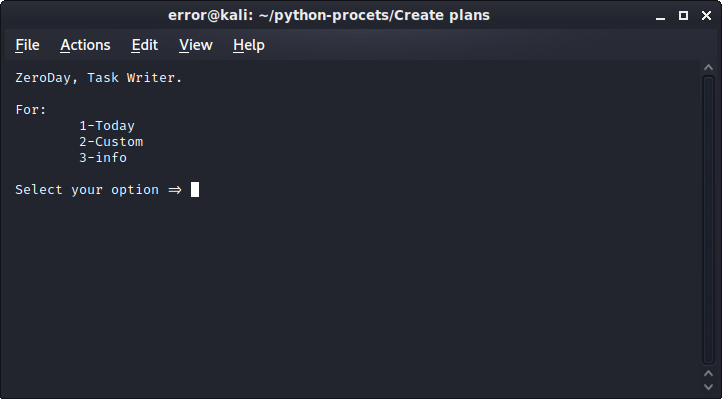 error@kali: ~/python-procets/Create plans
File Actions Edit View Help
ZeroDay, Task Writer.
For:
1-Today
2-Custom
3-info
Select your option =>